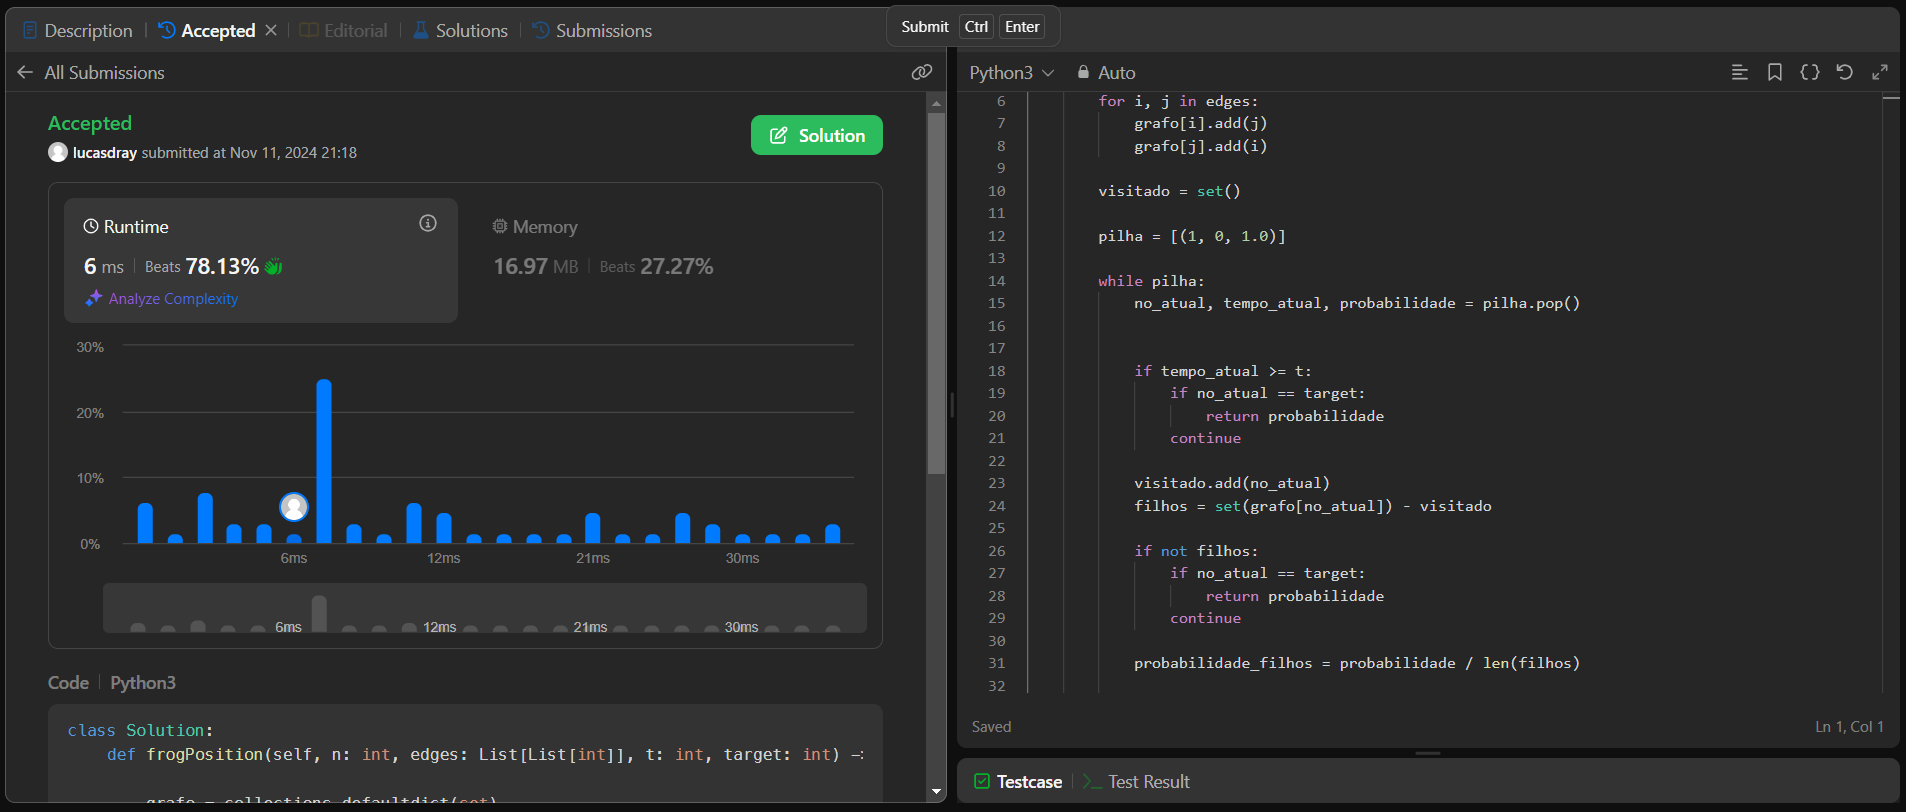 Description | Accepted × | Editorial | Solutions | Submissions
Submit Ctrl Enter
All Submissions
Accepted
lucasdray submitted at Nov 11, 2024 21:18
Solution
Runtime
6 ms | Beats 78.13%
Analyze Complexity
Memory
16.97 MB | Beats 27.27%
30%
20%
10%
0%
6ms 12ms 21ms 30ms
6ms 12ms 21ms 30ms
Code | Python3
class Solution:
    def frogPosition(self, n: int, edges: List[List[int]], t: int, target: int) -:
        grafo = collections.defaultdict(set)
Python3 Auto
6 for i, j in edges:
7     grafo[i].add(j)
8     grafo[j].add(i)
9
10 visitado = set()
11
12 pilha = [(1, 0, 1.0)]
13
14 while pilha:
15     no_atual, tempo_atual, probabilidade = pilha.pop()
16
17
18     if tempo_atual >= t:
19         if no_atual == target:
20             return probabilidade
21         continue
22
23     visitado.add(no_atual)
24     filhos = set(grafo[no_atual]) - visitado
25
26     if not filhos:
27         if no_atual == target:
28             return probabilidade
29         continue
30
31     probabilidade_filhos = probabilidade / len(filhos)
32
Saved
Ln 1, Col 1
Testcase | Test Result